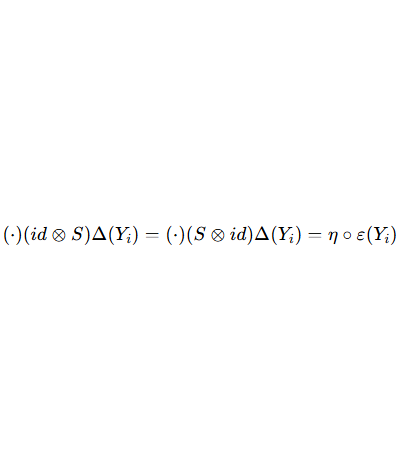 (·)(id ⊗ S)Δ(Y_i) = (·)(S ⊗ id)Δ(Y_i) = η ∘ ε(Y_i)